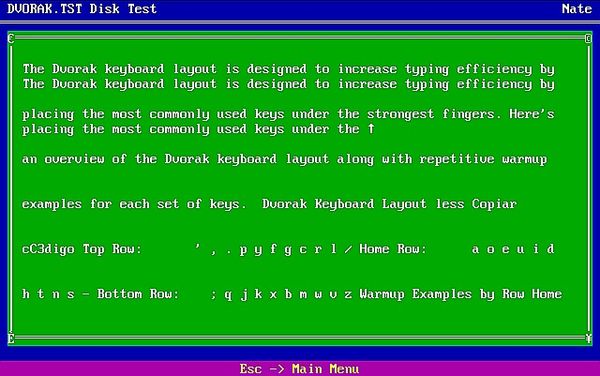 DVORAK.TST Disk Test Nate
The Dvorak keyboard layout is designed to increase typing efficiency by
The Dvorak keyboard layout is designed to increase typing efficiency by
placing the most commonly used keys under the strongest fingers. Here's
placing the most commonly used keys under the ↑
an overview of the Dvorak keyboard layout along with repetitive warmup
examples for each set of keys.  Dvorak Keyboard Layout less Copiar
cC3digo Top Row:       ' , . p y f g c r l / Home Row:      a o e u i d
h t n s - Bottom Row:    ; q j k x b m w v z Warmup Examples by Row Home
Esc -> Main Menu